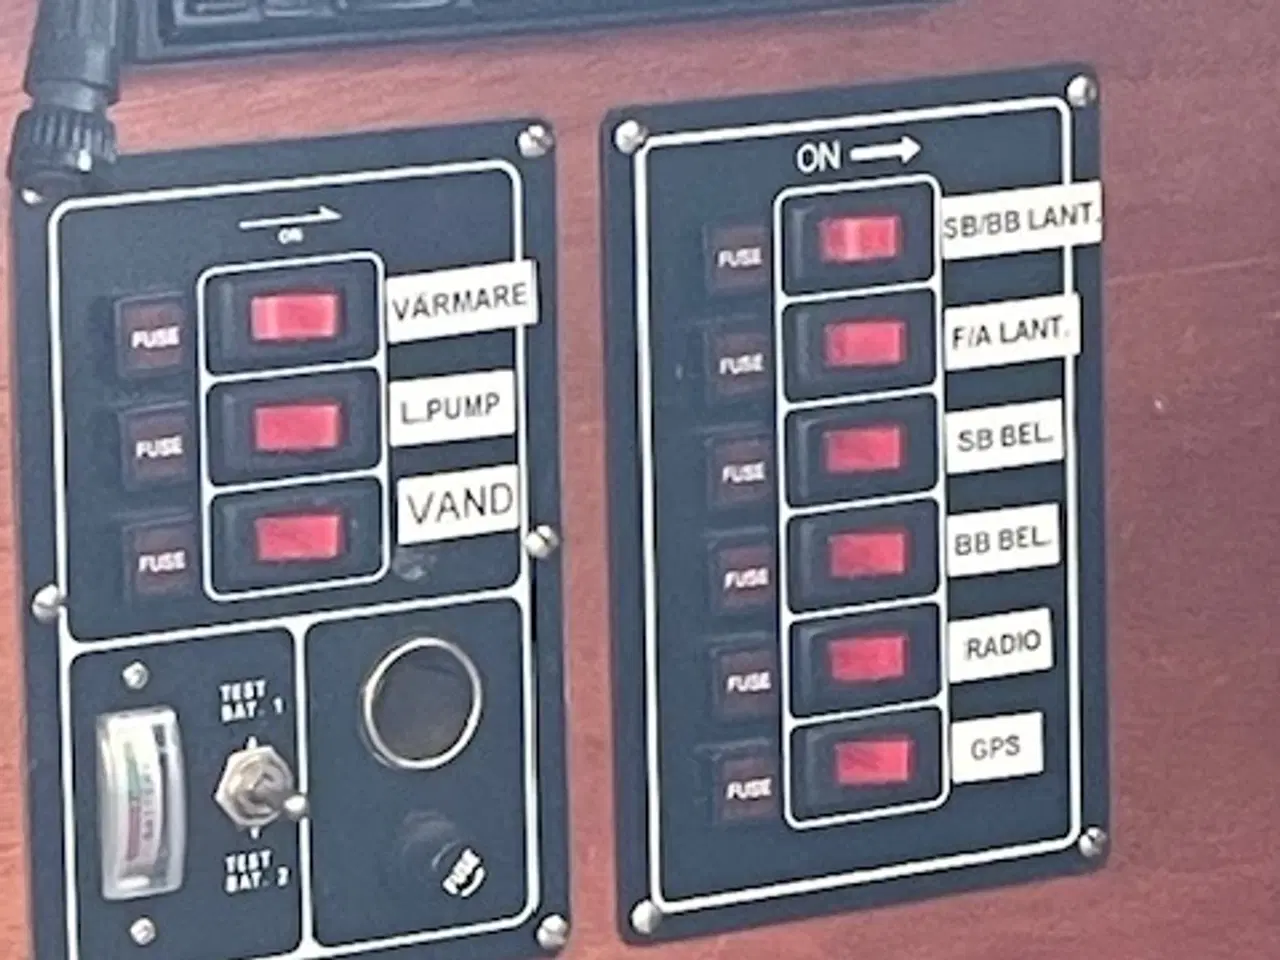 ON
FUSE
VÄRMARE
FUSE
L.PUMP
FUSE
VAND
TEST
BAT. 1
TEST
BAT. 2
BATTERY
FUSE
ON
FUSE
SB/BB LANT.
FUSE
F/A LANT.
FUSE
SB BEL.
FUSE
BB BEL.
FUSE
RADIO
FUSE
GPS